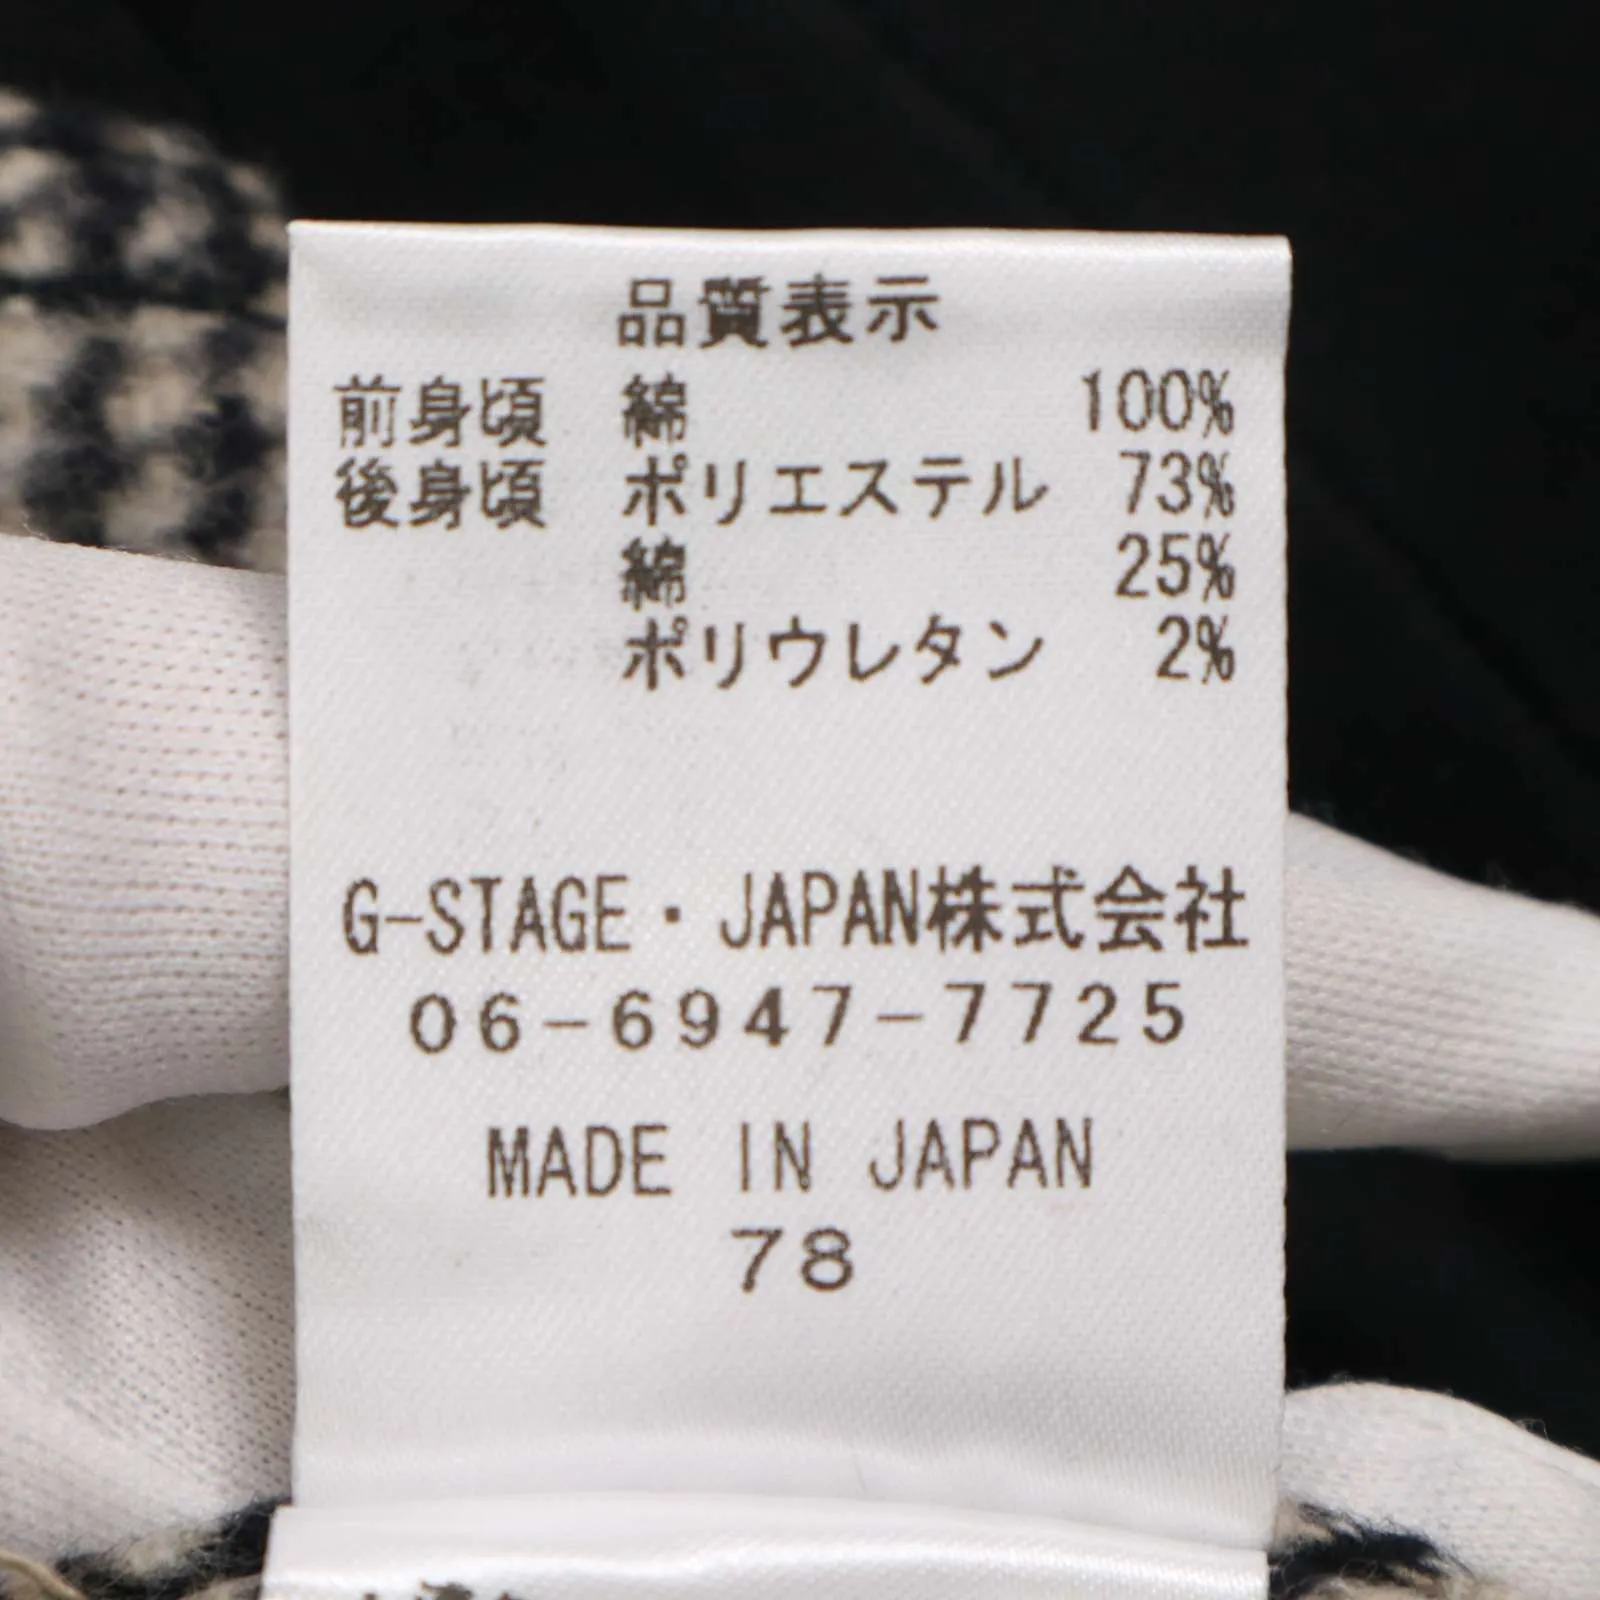 品質表示
前身頃 綿 100%
後身頃 ポリエステル 73%
綿 25%
ポリウレタン 2%
G-STAGE・JAPAN株式会社
06-6947-7725
MADE IN JAPAN
78